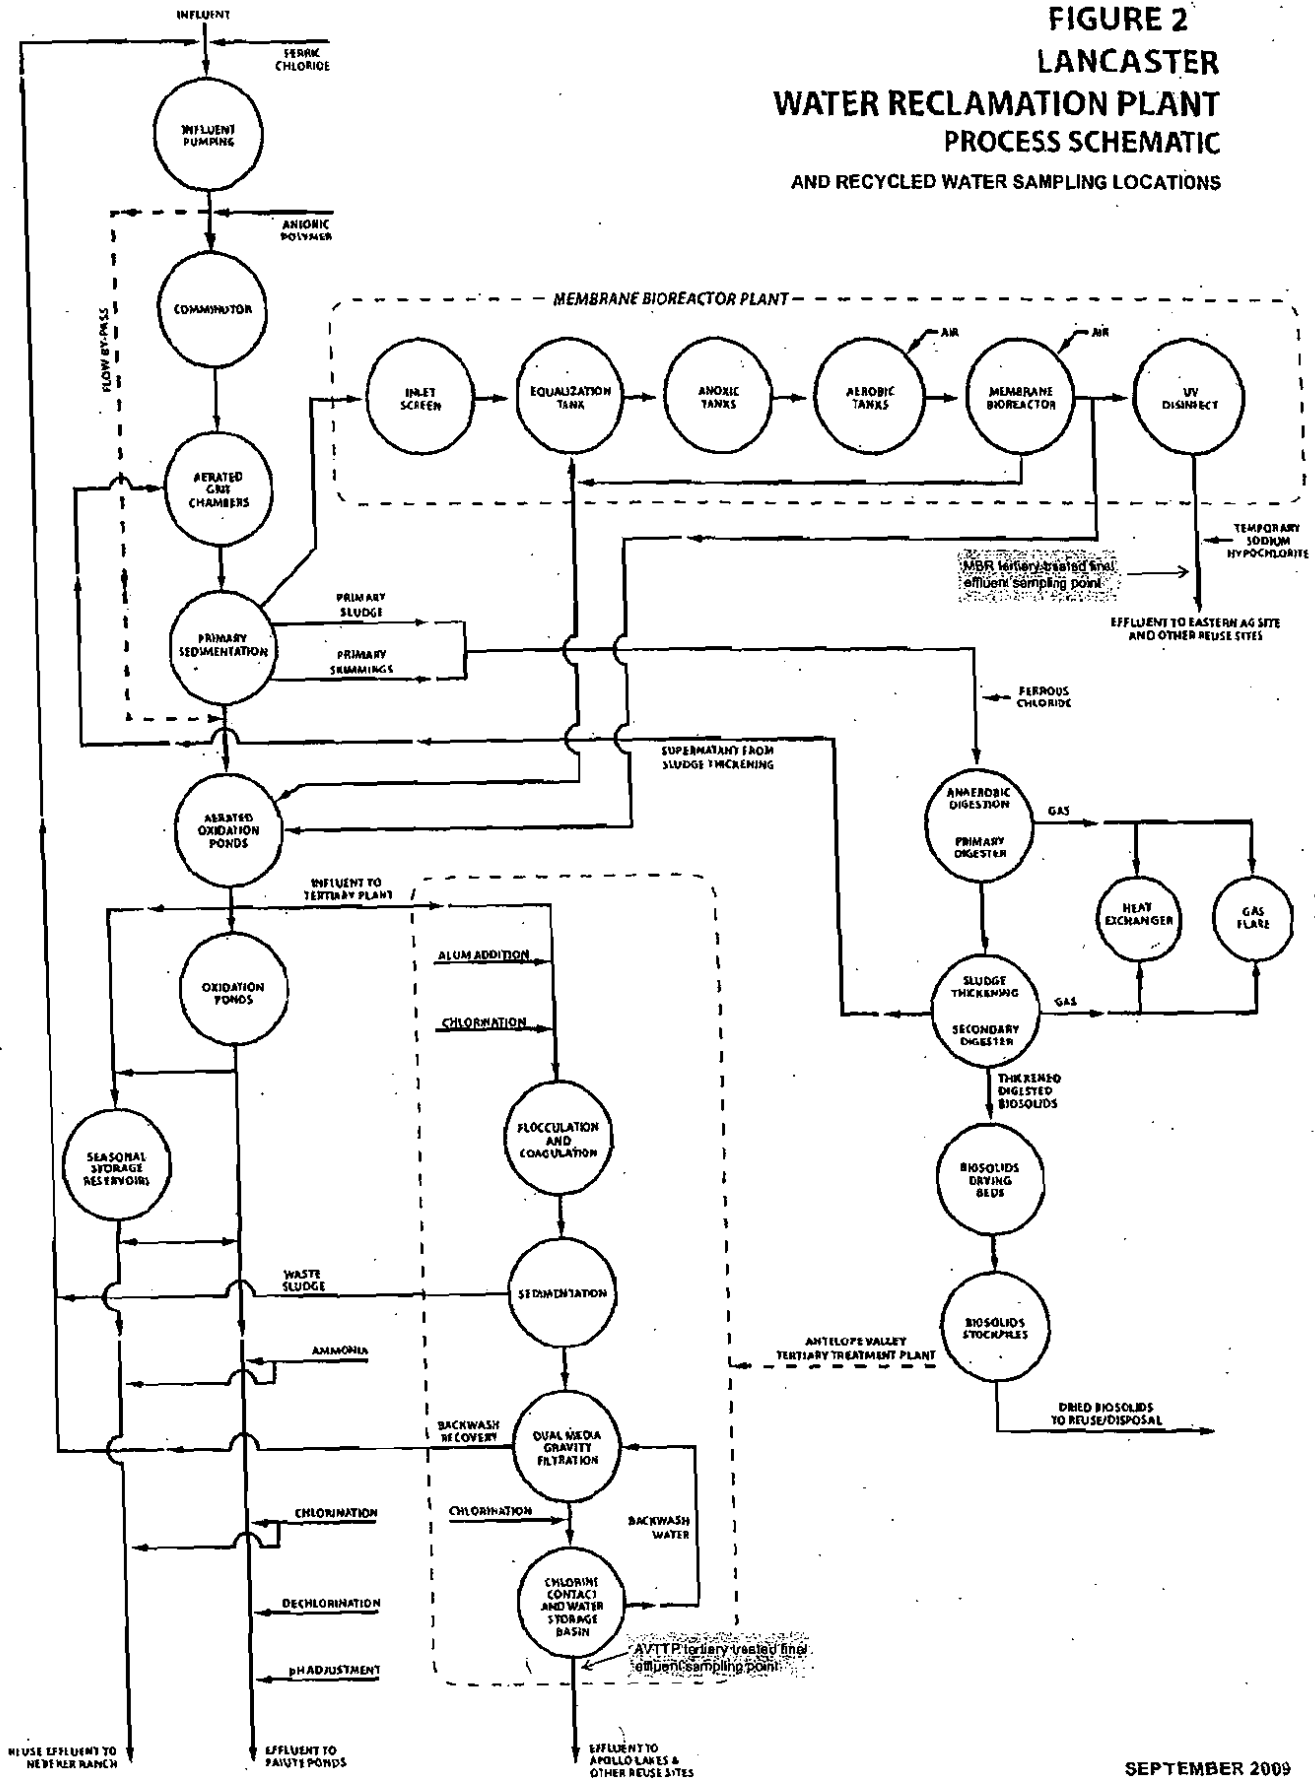 FIGURE 2
LANCASTER
WATER RECLAMATION PLANT
PROCESS SCHEMATIC
AND RECYCLED WATER SAMPLING LOCATIONS
INFLUENT
FERRIC
CHLORIDE
INFLUENT
PUMPING
ANIONIC
POLYMER
FLOW BY-PASS
COMMINUTOR
MEMBRANE BIOREACTOR PLANT
INLET
SCREEN
EQUALIZATION
TANK
ANOXIC
TANKS
AEROBIC
TANKS
AIR
MEMBRANE
BIOREACTOR
AIR
UV
DISINFECT
AERATED
GRIT
CHAMBERS
TEMPORARY
SODIUM
HYPOCHLORITE
MBR tertiary-treated final
effluent sampling point
EFFLUENT TO EASTERN AG SITE
AND OTHER REUSE SITES
PRIMARY
SEDIMENTATION
PRIMARY
SLUDGE
PRIMARY
SKIMMINGS
FERROUS
CHLORIDE
SUPERNATANT FROM
SLUDGE THICKENING
AERATED
OXIDATION
PONDS
ANAEROBIC
DIGESTION
PRIMARY
DIGESTER
GAS
HEAT
EXCHANGER
GAS
FLARE
INFLUENT TO
TERTIARY PLANT
ALUM ADDITION
CHLORINATION
OXIDATION
PONDS
SLUDGE
THICKENING
SECONDARY
DIGESTER
GAS
THICKENED
DIGESTED
BIOSOLIDS
FLOCCULATION
AND
COAGULATION
SEASONAL
STORAGE
RESERVOIRS
BIOSOLIDS
DRYING
BEDS
WASTE
SLUDGE
SEDIMENTATION
BIOSOLIDS
STOCKPILES
ANTELOPE VALLEY
TERTIARY TREATMENT PLANT
AMMONIA
DRIED BIOSOLIDS
TO REUSE/DISPOSAL
BACKWASH
RECOVERY
DUAL MEDIA
GRAVITY
FILTRATION
CHLORINATION
CHLORINATION
BACKWASH
WATER
CHLORINE
CONTACT
AND WATER
STORAGE
BASIN
DECHLORINATION
pH ADJUSTMENT
AVTTP tertiary-treated final
effluent sampling point
REUSE EFFLUENT TO
NEBEKER RANCH
EFFLUENT TO
PAIUTE PONDS
EFFLUENT TO
APOLLO LAKES &
OTHER REUSE SITES
SEPTEMBER 2009